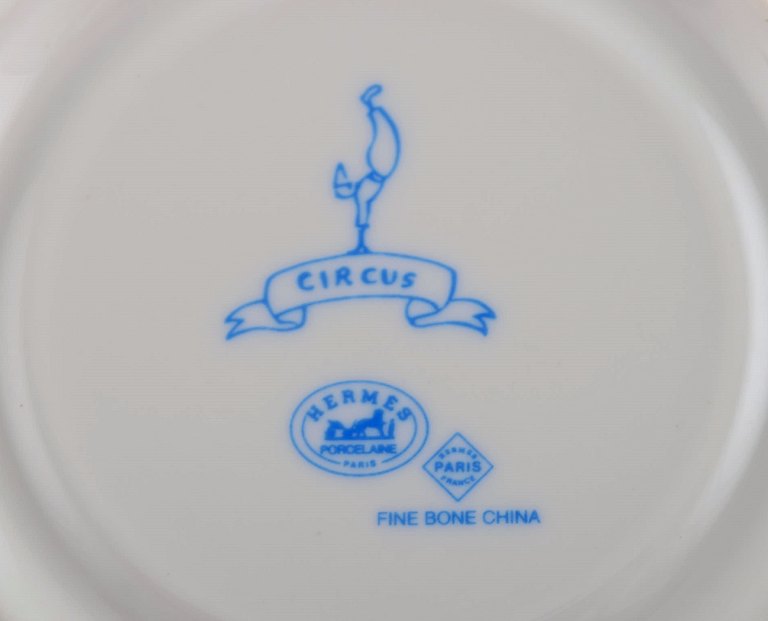 CIRCUS
HERMES
PORCELAINE
PARIS
HERMES
PARIS
FRANCE
FINE BONE CHINA